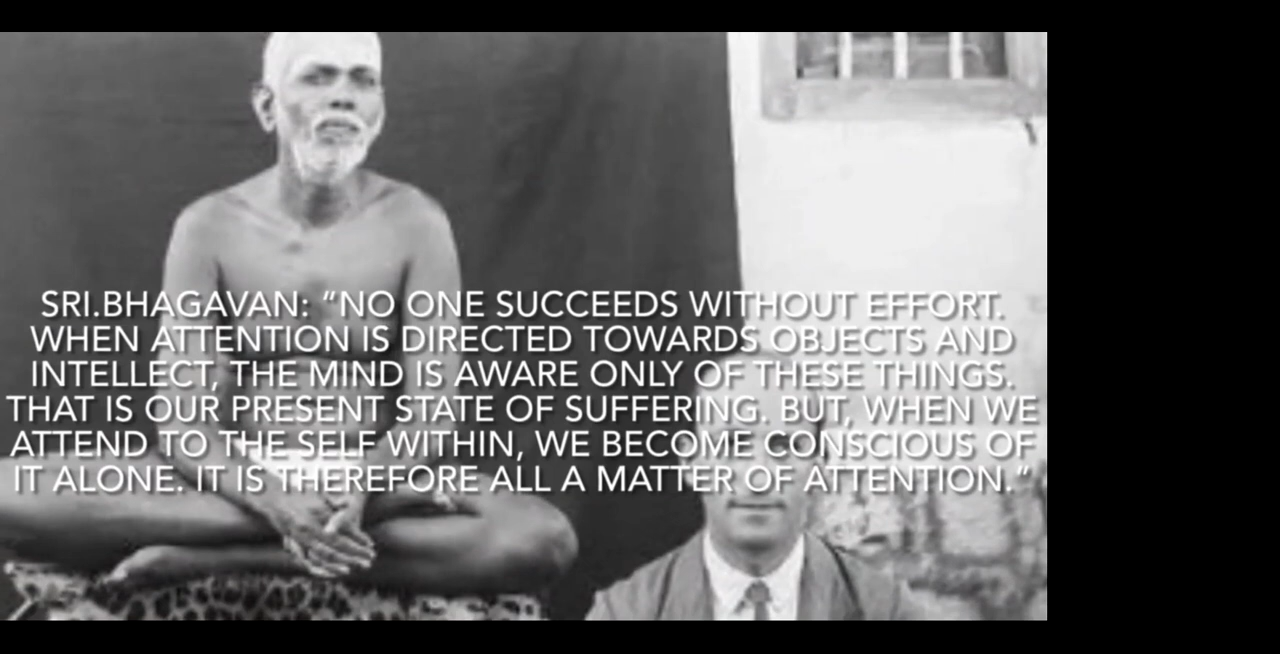 SRI.BHAGAVAN: “NO ONE SUCCEEDS WITHOUT EFFORT.
WHEN ATTENTION IS DIRECTED TOWARDS OBJECTS AND
INTELLECT, THE MIND IS AWARE ONLY OF THESE THINGS.
THAT IS OUR PRESENT STATE OF SUFFERING. BUT, WHEN WE
ATTEND TO THE SELF WITHIN, WE BECOME CONSCIOUS OF
IT ALONE. IT IS THEREFORE ALL A MATTER OF ATTENTION.“